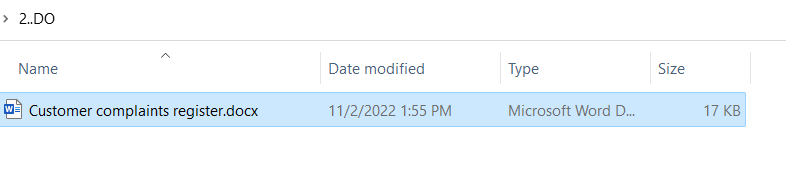 › 2..DO
Name Date modified Type Size
Customer complaints register.docx 11/2/2022 1:55 PM Microsoft Word D... 17 KB